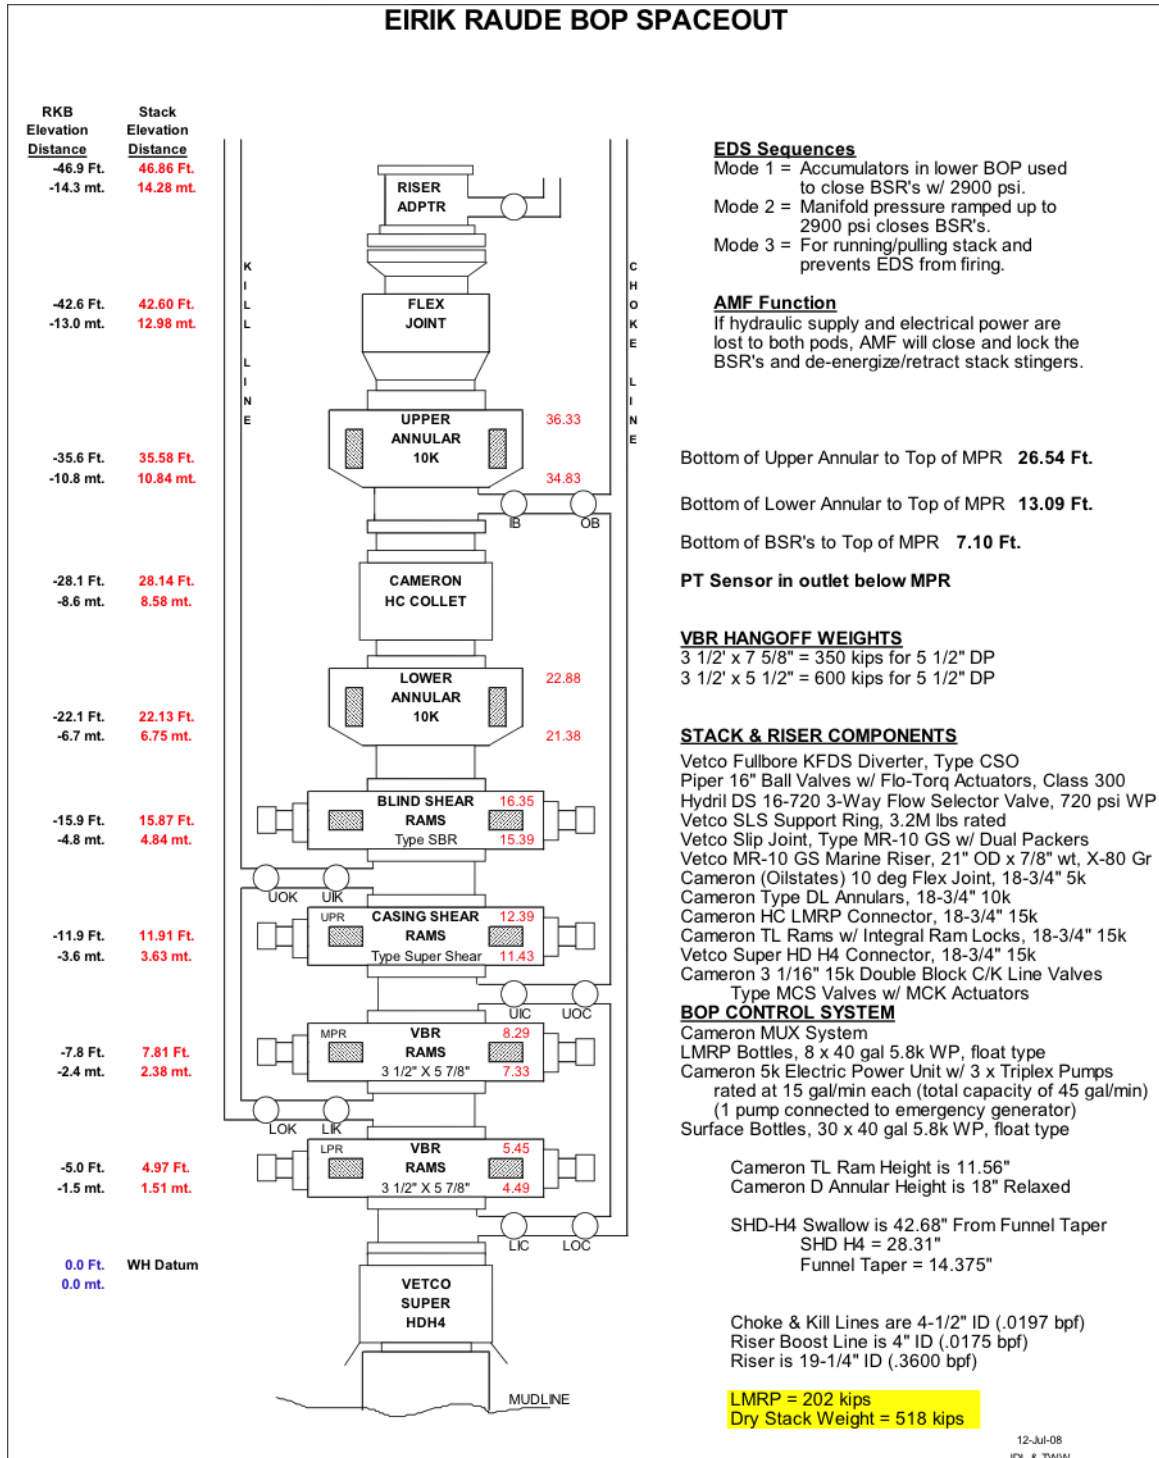 EIRIK RAUDE BOP SPACEOUT
RKB Elevation Distance
Stack Elevation Distance
-46.9 Ft. 46.86 Ft.
-14.3 mt. 14.28 mt.
-42.6 Ft. 42.60 Ft.
-13.0 mt. 12.98 mt.
-35.6 Ft. 35.58 Ft.
-10.8 mt. 10.84 mt.
-28.1 Ft. 28.14 Ft.
-8.6 mt. 8.58 mt.
-22.1 Ft. 22.13 Ft.
-6.7 mt. 6.75 mt.
-15.9 Ft. 15.87 Ft.
-4.8 mt. 4.84 mt.
-11.9 Ft. 11.91 Ft.
-3.6 mt. 3.63 mt.
-7.8 Ft. 7.81 Ft.
-2.4 mt. 2.38 mt.
-5.0 Ft. 4.97 Ft.
-1.5 mt. 1.51 mt.
0.0 Ft. WH Datum
0.0 mt.
KILL LINE
CHOKE LINE
RISER
ADPTR
FLEX
JOINT
UPPER 36.33
ANNULAR
10K
34.83
IB OB
CAMERON
HC COLLET
LOWER 22.88
ANNULAR
10K
21.38
BLIND SHEAR 16.35
RAMS
Type SBR 15.39
UOK UIK
UPR CASING SHEAR 12.39
RAMS
Type Super Shear 11.43
UIC UOC
MPR VBR 8.29
RAMS
3 1/2" X 5 7/8" 7.33
LOK LIK
LPR VBR 5.45
RAMS
3 1/2" X 5 7/8" 4.49
LIC LOC
VETCO
SUPER
HDH4
MUDLINE
EDS Sequences
Mode 1 = Accumulators in lower BOP used
to close BSR's w/ 2900 psi.
Mode 2 = Manifold pressure ramped up to
2900 psi closes BSR's.
Mode 3 = For running/pulling stack and
prevents EDS from firing.
AMF Function
If hydraulic supply and electrical power are
lost to both pods, AMF will close and lock the
BSR's and de-energize/retract stack stingers.
Bottom of Upper Annular to Top of MPR 26.54 Ft.
Bottom of Lower Annular to Top of MPR 13.09 Ft.
Bottom of BSR's to Top of MPR 7.10 Ft.
PT Sensor in outlet below MPR
VBR HANGOFF WEIGHTS
3 1/2' x 7 5/8" = 350 kips for 5 1/2" DP
3 1/2' x 5 1/2" = 600 kips for 5 1/2" DP
STACK & RISER COMPONENTS
Vetco Fullbore KFDS Diverter, Type CSO
Piper 16" Ball Valves w/ Flo-Torq Actuators, Class 300
Hydril DS 16-720 3-Way Flow Selector Valve, 720 psi WP
Vetco SLS Support Ring, 3.2M lbs rated
Vetco Slip Joint, Type MR-10 GS w/ Dual Packers
Vetco MR-10 GS Marine Riser, 21" OD x 7/8" wt, X-80 Gr
Cameron (Oilstates) 10 deg Flex Joint, 18-3/4" 5k
Cameron Type DL Annulars, 18-3/4" 10k
Cameron HC LMRP Connector, 18-3/4" 15k
Cameron TL Rams w/ Integral Ram Locks, 18-3/4" 15k
Vetco Super HD H4 Connector, 18-3/4" 15k
Cameron 3 1/16" 15k Double Block C/K Line Valves
Type MCS Valves w/ MCK Actuators
BOP CONTROL SYSTEM
Cameron MUX System
LMRP Bottles, 8 x 40 gal 5.8k WP, float type
Cameron 5k Electric Power Unit w/ 3 x Triplex Pumps
rated at 15 gal/min each (total capacity of 45 gal/min)
(1 pump connected to emergency generator)
Surface Bottles, 30 x 40 gal 5.8k WP, float type
Cameron TL Ram Height is 11.56"
Cameron D Annular Height is 18" Relaxed
SHD-H4 Swallow is 42.68" From Funnel Taper
SHD H4 = 28.31"
Funnel Taper = 14.375"
Choke & Kill Lines are 4-1/2" ID (.0197 bpf)
Riser Boost Line is 4" ID (.0175 bpf)
Riser is 19-1/4" ID (.3600 bpf)
LMRP = 202 kips
Dry Stack Weight = 518 kips
12-Jul-08